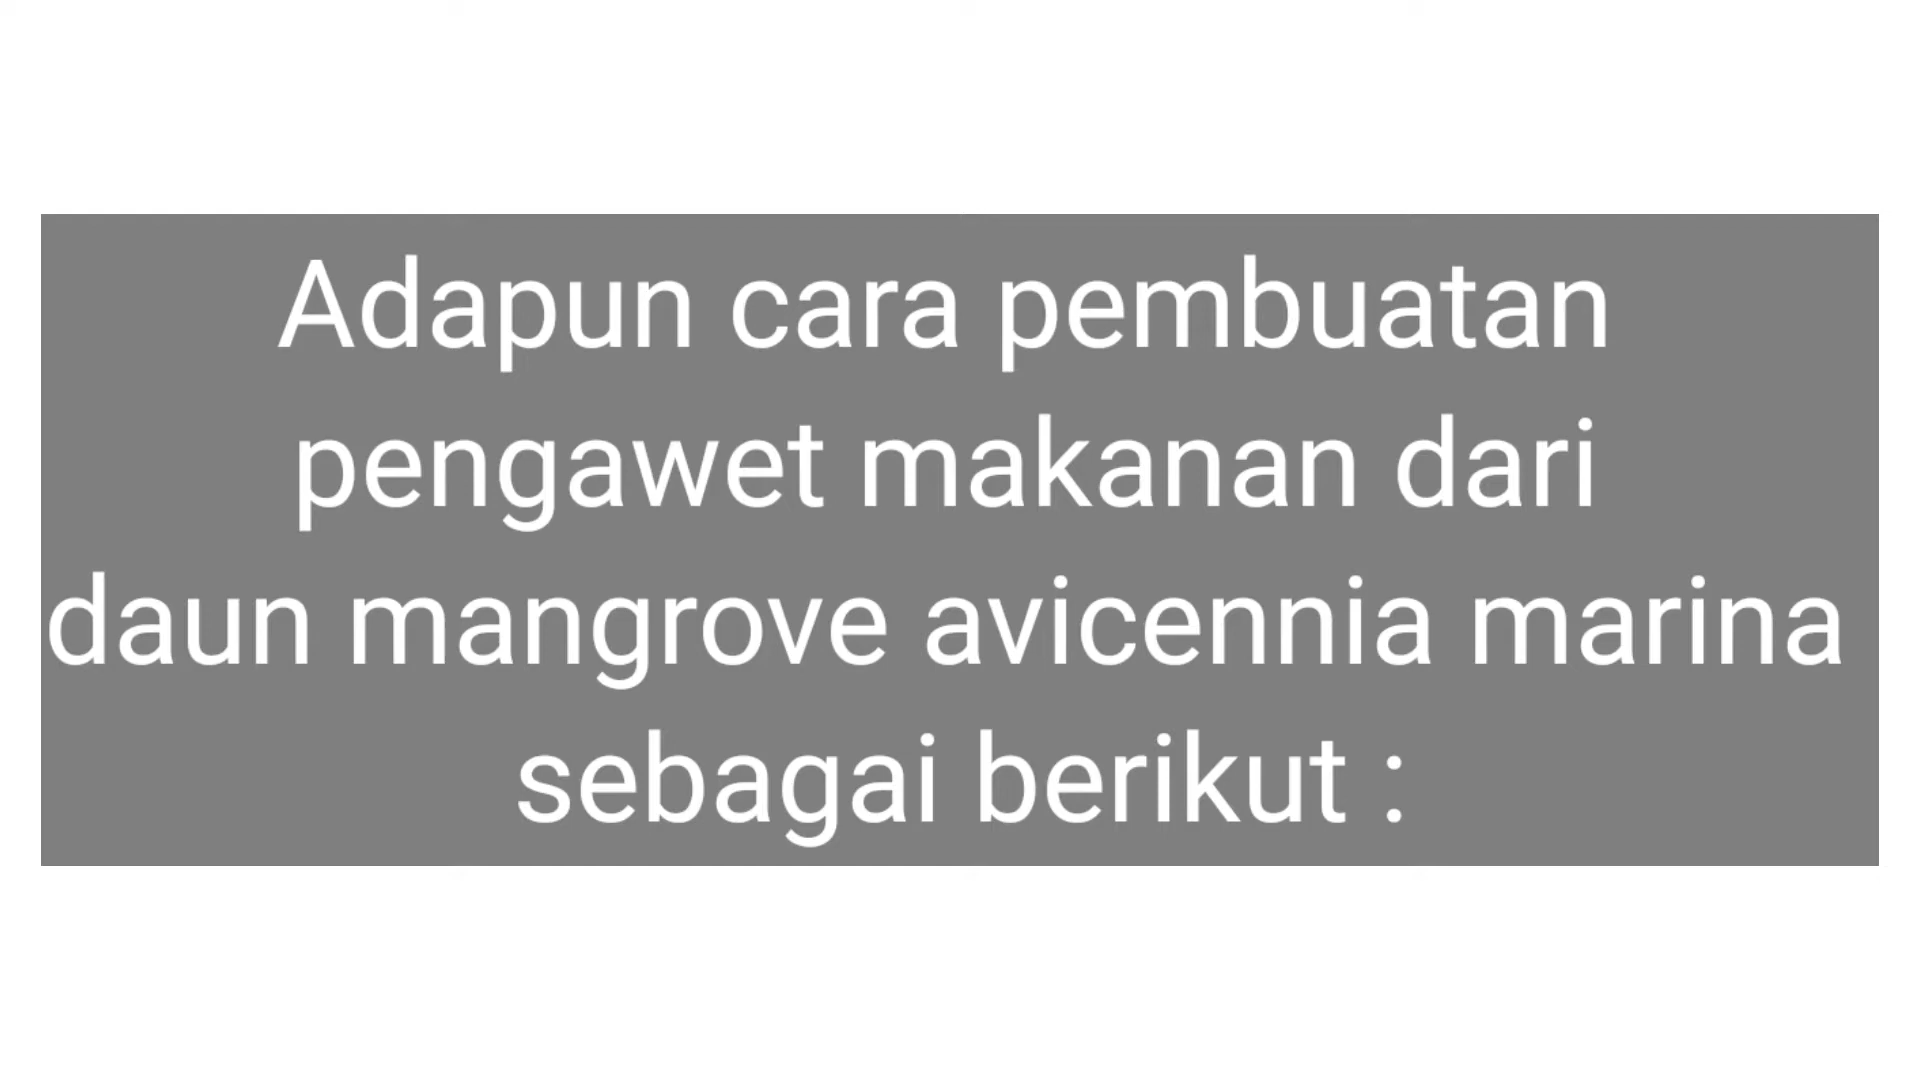 Adapun cara pembuatan
pengawet makanan dari
daun mangrove avicennia marina
sebagai berikut :